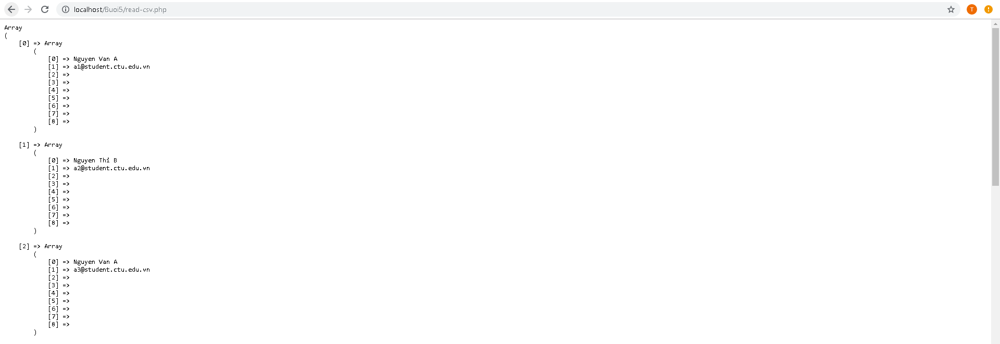 localhost/Buoi5/read-csv.php
T
Array
(
    [0] => Array
        (
            [0] => Nguyen Van A
            [1] => a1@student.ctu.edu.vn
            [2] =>
            [3] =>
            [4] =>
            [5] =>
            [6] =>
            [7] =>
            [8] =>
        )
    [1] => Array
        (
            [0] => Nguyen Thi B
            [1] => a2@student.ctu.edu.vn
            [2] =>
            [3] =>
            [4] =>
            [5] =>
            [6] =>
            [7] =>
            [8] =>
        )
    [2] => Array
        (
            [0] => Nguyen Van A
            [1] => a3@student.ctu.edu.vn
            [2] =>
            [3] =>
            [4] =>
            [5] =>
            [6] =>
            [7] =>
            [8] =>
        )